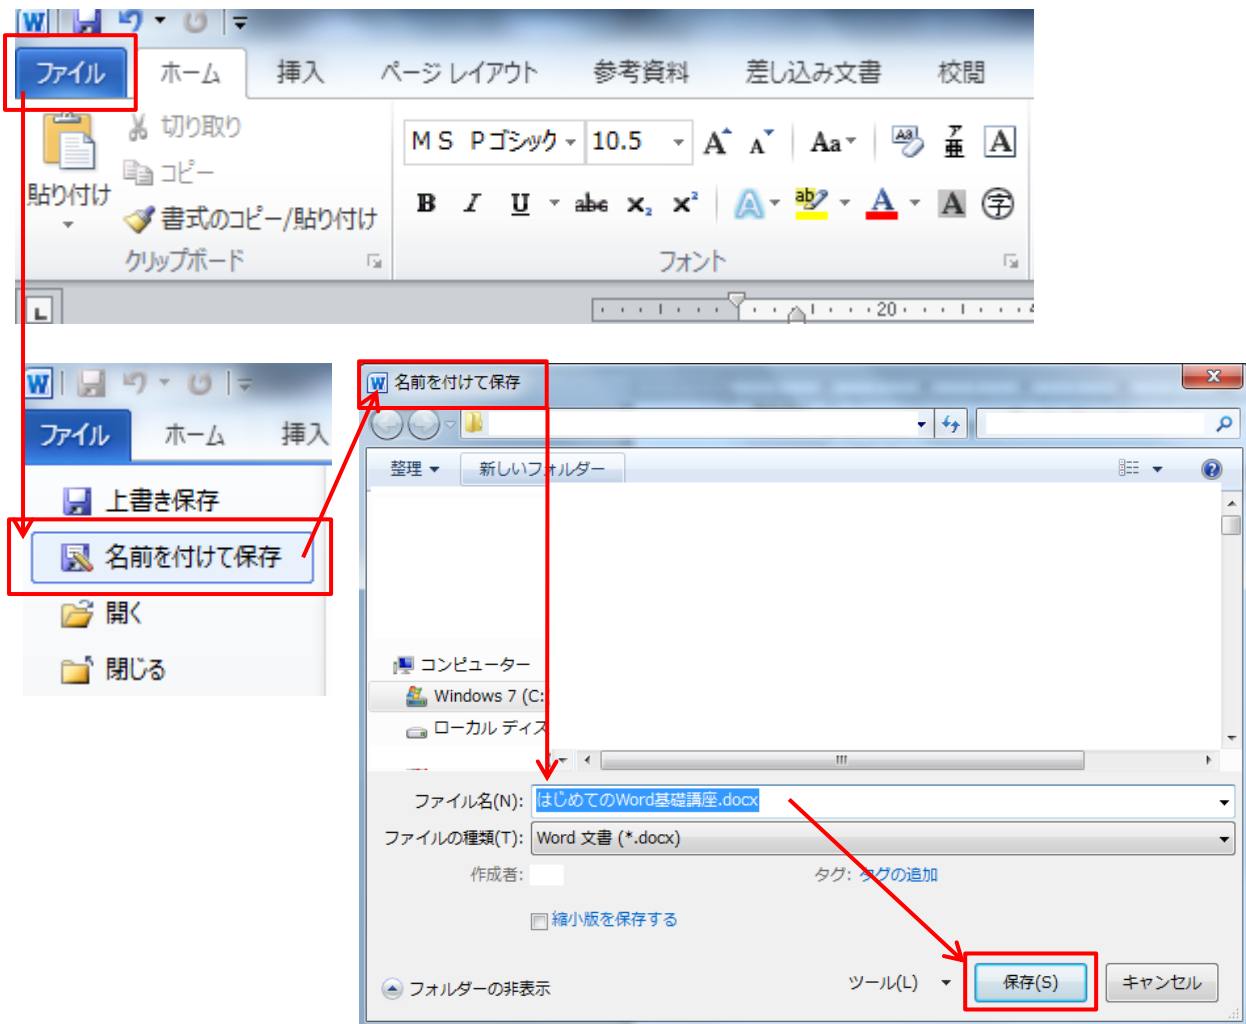 ファイル ホーム 挿入 ページ レイアウト 参考資料 差し込み文書 校閲
切り取り
コピー
貼り付け
書式のコピー/貼り付け
クリップボード
ＭＳ Ｐゴシック 10.5 A A Aa ア亜 A
B I U abc x₂ x² A ab A A 字
フォント
L
20
W
ファイル ホーム 挿入
上書き保存
名前を付けて保存
開く
閉じる
W 名前を付けて保存
整理 新しいフォルダー
コンピューター
Windows 7 (C:
ローカル ディス
ファイル名(N): はじめてのWord基礎講座.docx
ファイルの種類(T): Word 文書 (*.docx)
作成者: タグ: タグの追加
縮小版を保存する
フォルダーの非表示 ツール(L) 保存(S) キャンセル